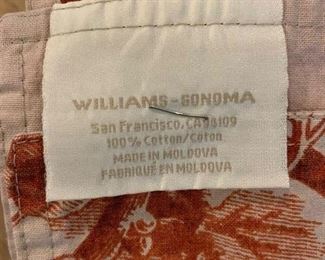 WILLIAMS-SONOMA
San Francisco, CA 94109
100% Cotton/Coton
MADE IN MOLDOVA
FABRIQUÉ EN MOLDOVA